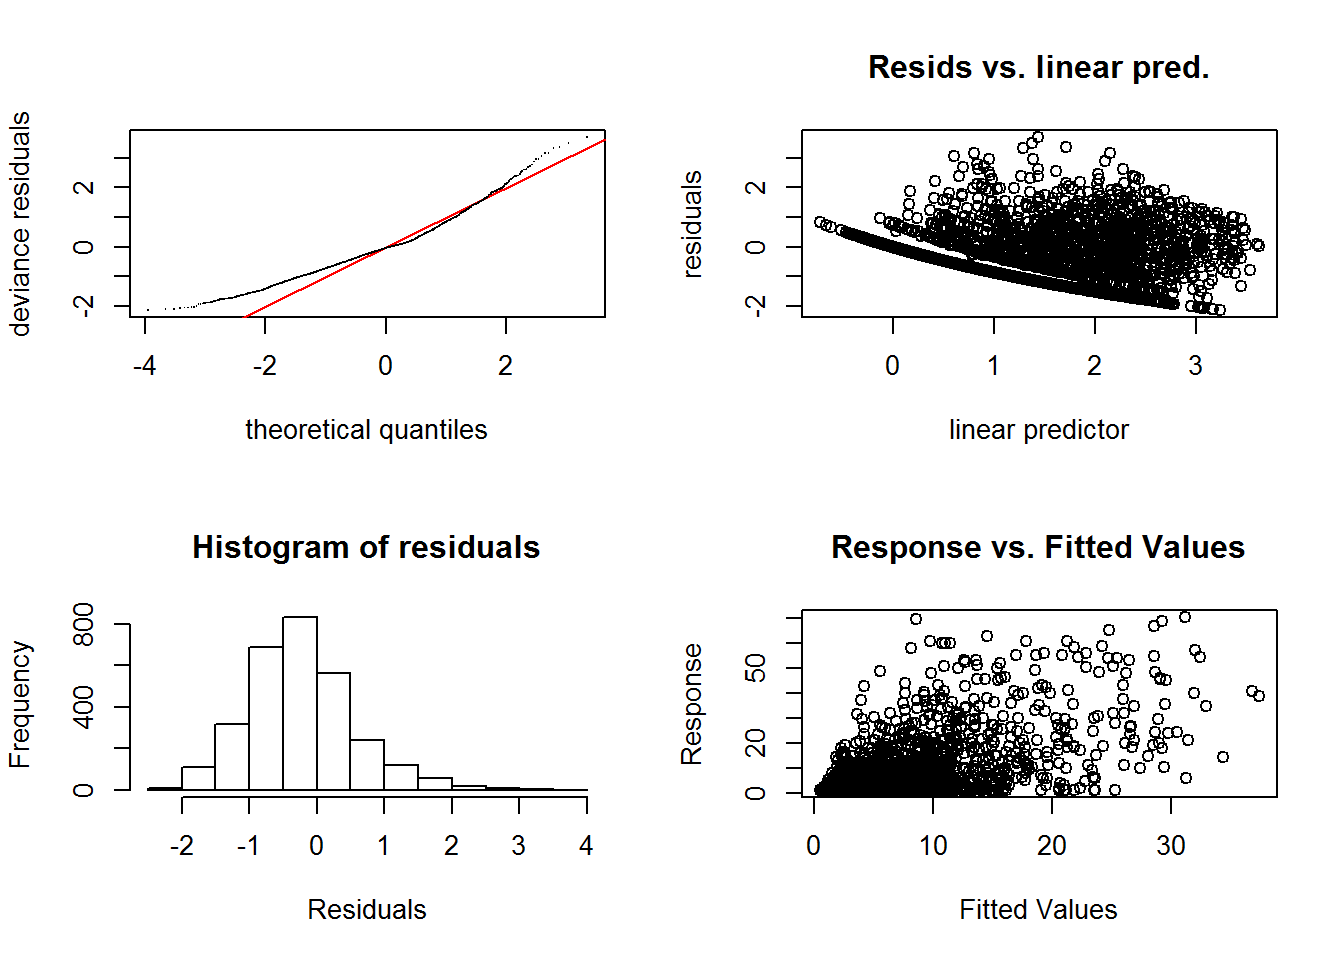 deviance residuals
2
0
-2
-4
-2
0
2
theoretical quantiles
Resids vs. linear pred.
residuals
2
0
-2
0
1
2
3
linear predictor
Histogram of residuals
Frequency
800
400
0
-2
-1
0
1
2
3
4
Residuals
Response vs. Fitted Values
Response
50
20
0
0
10
20
30
Fitted Values